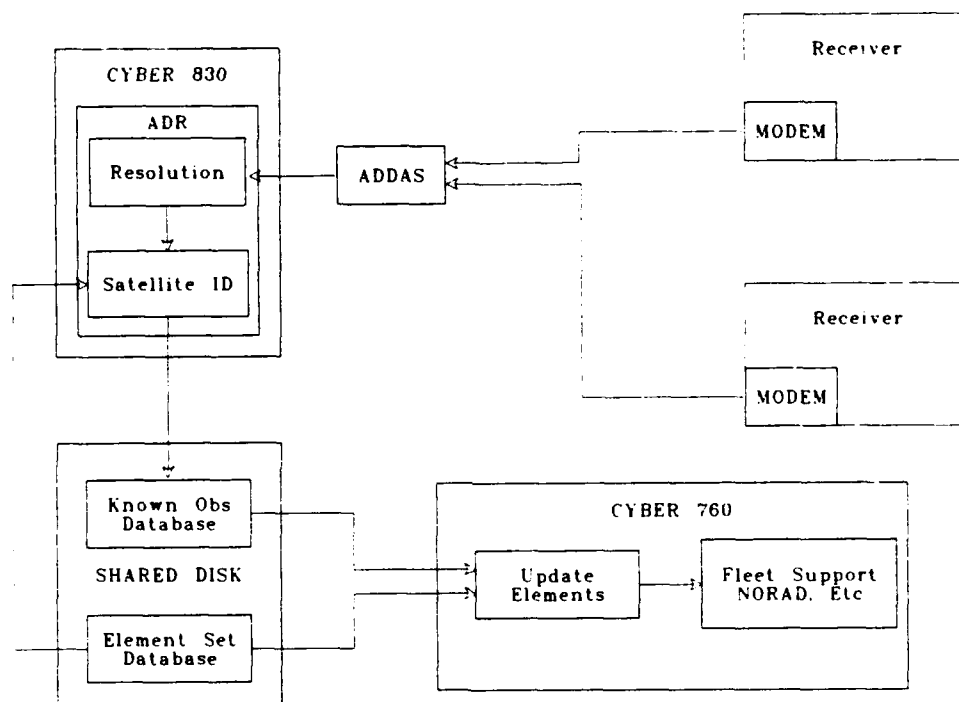 CYBER 830
ADR
Resolution
Satellite ID
ADDAS
Receiver
MODEM
Receiver
MODEM
Known Obs
Database
SHARED DISK
Element Set
Database
CYBER 760
Update
Elements
Fleet Support
NORAD, Etc